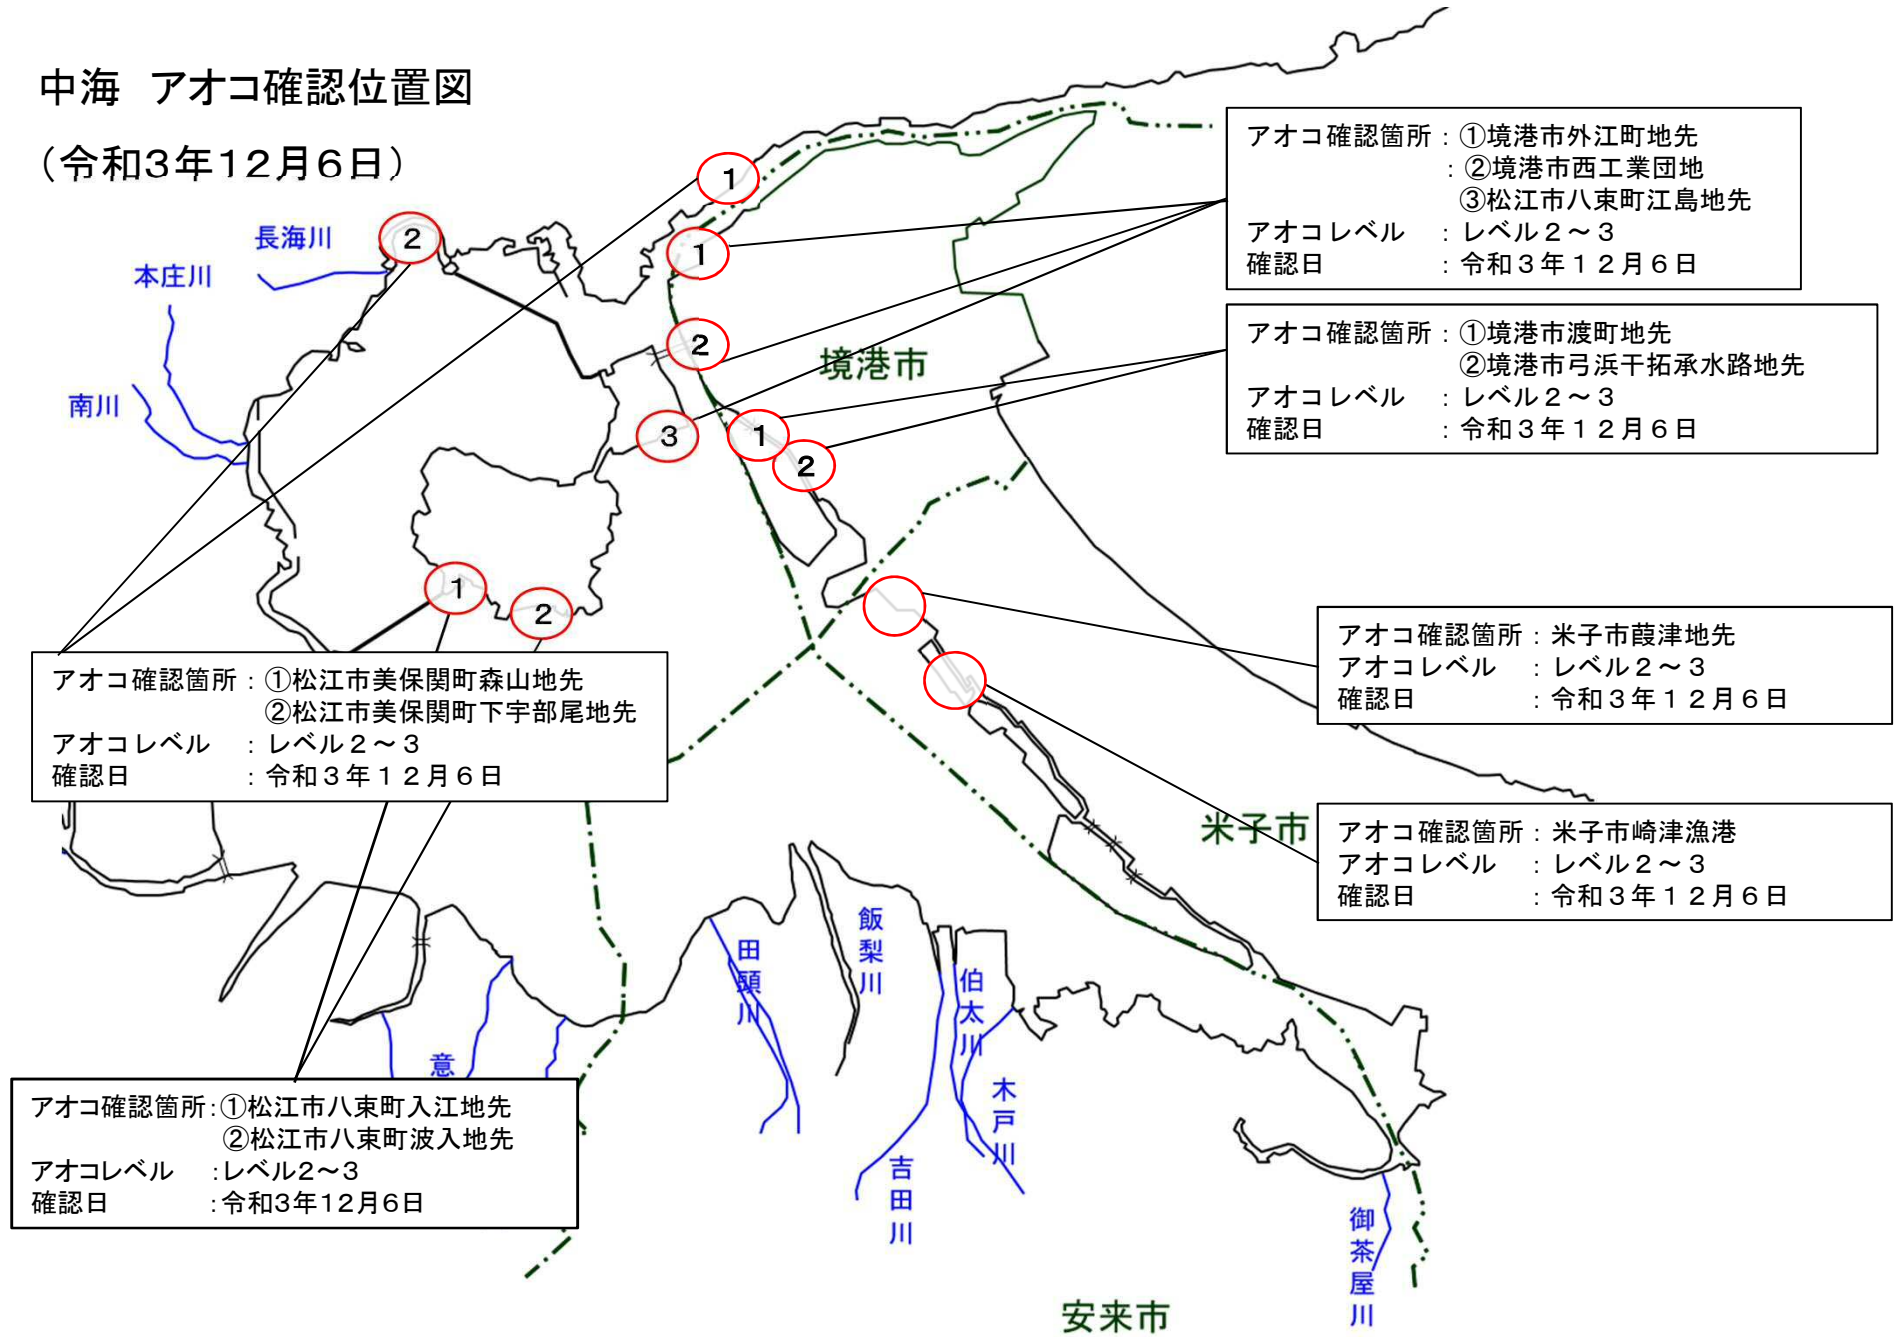 中海 アオコ確認位置図
(令和3年12月6日)
アオコ確認箇所：①境港市外江町地先
：②境港市西工業団地
③松江市八束町江島地先
アオコレベル ：レベル２～３
確認日 ：令和３年１２月６日
アオコ確認箇所：①境港市渡町地先
②境港市弓浜干拓承水路地先
アオコレベル ：レベル２～３
確認日 ：令和３年１２月６日
長海川
本庄川
南川
境港市
1
2
1
2
3
1
2
1
2
アオコ確認箇所：①松江市美保関町森山地先
②松江市美保関町下宇部尾地先
アオコレベル ：レベル２～３
確認日 ：令和３年１２月６日
アオコ確認箇所：米子市葭津地先
アオコレベル ：レベル２～３
確認日 ：令和３年１２月６日
米子市
アオコ確認箇所：米子市崎津漁港
アオコレベル ：レベル２～３
確認日 ：令和３年１２月６日
田頭川
飯梨川
伯太川
木戸川
吉田川
意
御茶屋川
安来市
アオコ確認箇所：①松江市八束町入江地先
②松江市八束町波入地先
アオコレベル ：レベル2～3
確認日 ：令和3年12月6日